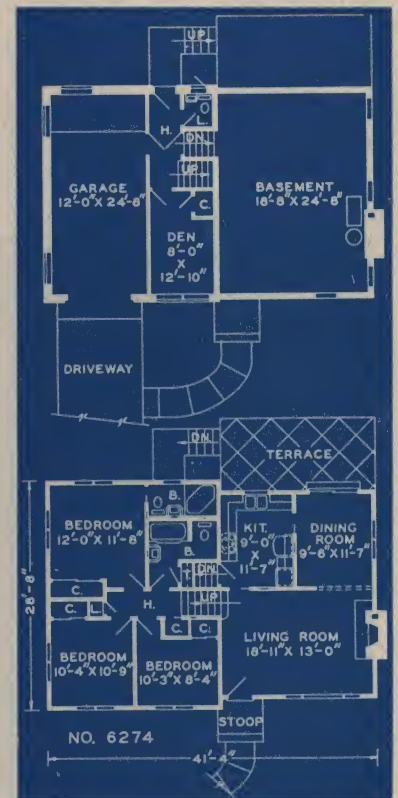 UP
L.
H.
DN.
UP
GARAGE
12'-0" X 24'-8"
BASEMENT
18'-8" X 24'-8"
C.
DEN
8'-0"
X
12'-10"
DRIVEWAY
DN.
TERRACE
B.
BEDROOM
12'-0" X 11'-8"
KIT.
9'-0"
X
11'-7"
DINING
ROOM
9'-6" X 11'-7"
B.
28'-8"
C.
T.
DN.
C.
L.
H.
UP
C.
C.
LIVING ROOM
18'-11" X 13'-0"
BEDROOM
10'-4" X 10'-9"
BEDROOM
10'-3" X 8'-4"
STOOP
NO. 6274
41'-4"